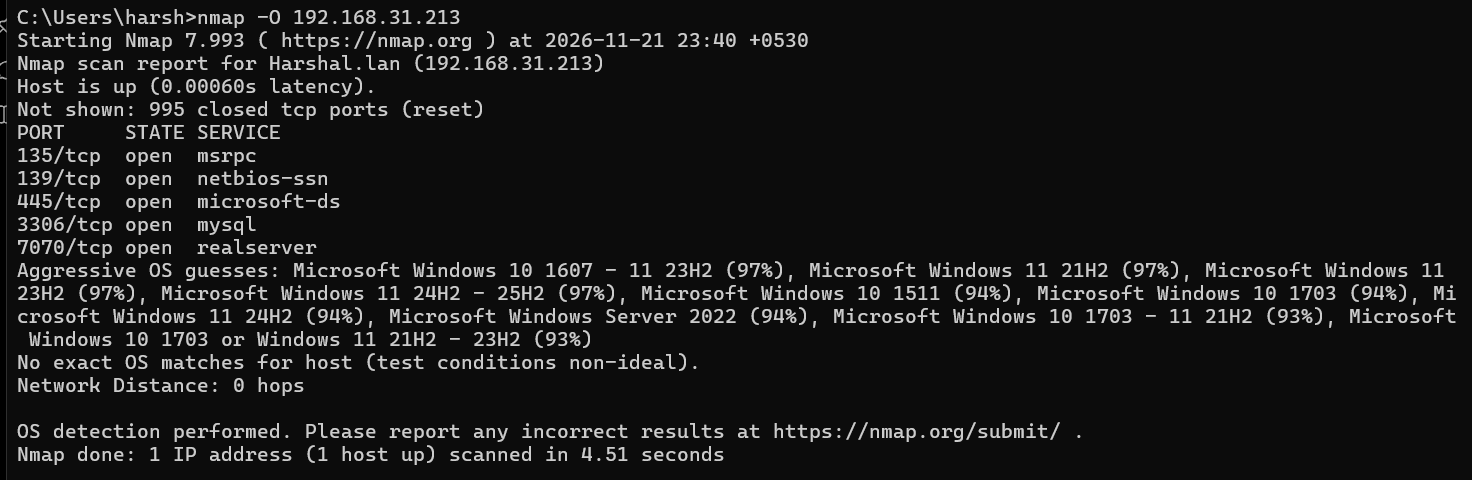 C:\Users\harsh>nmap -O 192.168.31.213
Starting Nmap 7.993 ( https://nmap.org ) at 2026-11-21 23:40 +0530
Nmap scan report for Harshal.lan (192.168.31.213)
Host is up (0.00060s latency).
Not shown: 995 closed tcp ports (reset)
PORT     STATE SERVICE
135/tcp  open  msrpc
139/tcp  open  netbios-ssn
445/tcp  open  microsoft-ds
3306/tcp open  mysql
7070/tcp open  realserver
Aggressive OS guesses: Microsoft Windows 10 1607 - 11 23H2 (97%), Microsoft Windows 11 21H2 (97%), Microsoft Windows 11
23H2 (97%), Microsoft Windows 11 24H2 - 25H2 (97%), Microsoft Windows 10 1511 (94%), Microsoft Windows 10 1703 (94%), Mi
crosoft Windows 11 24H2 (94%), Microsoft Windows Server 2022 (94%), Microsoft Windows 10 1703 - 11 21H2 (93%), Microsoft
 Windows 10 1703 or Windows 11 21H2 - 23H2 (93%)
No exact OS matches for host (test conditions non-ideal).
Network Distance: 0 hops

OS detection performed. Please report any incorrect results at https://nmap.org/submit/ .
Nmap done: 1 IP address (1 host up) scanned in 4.51 seconds